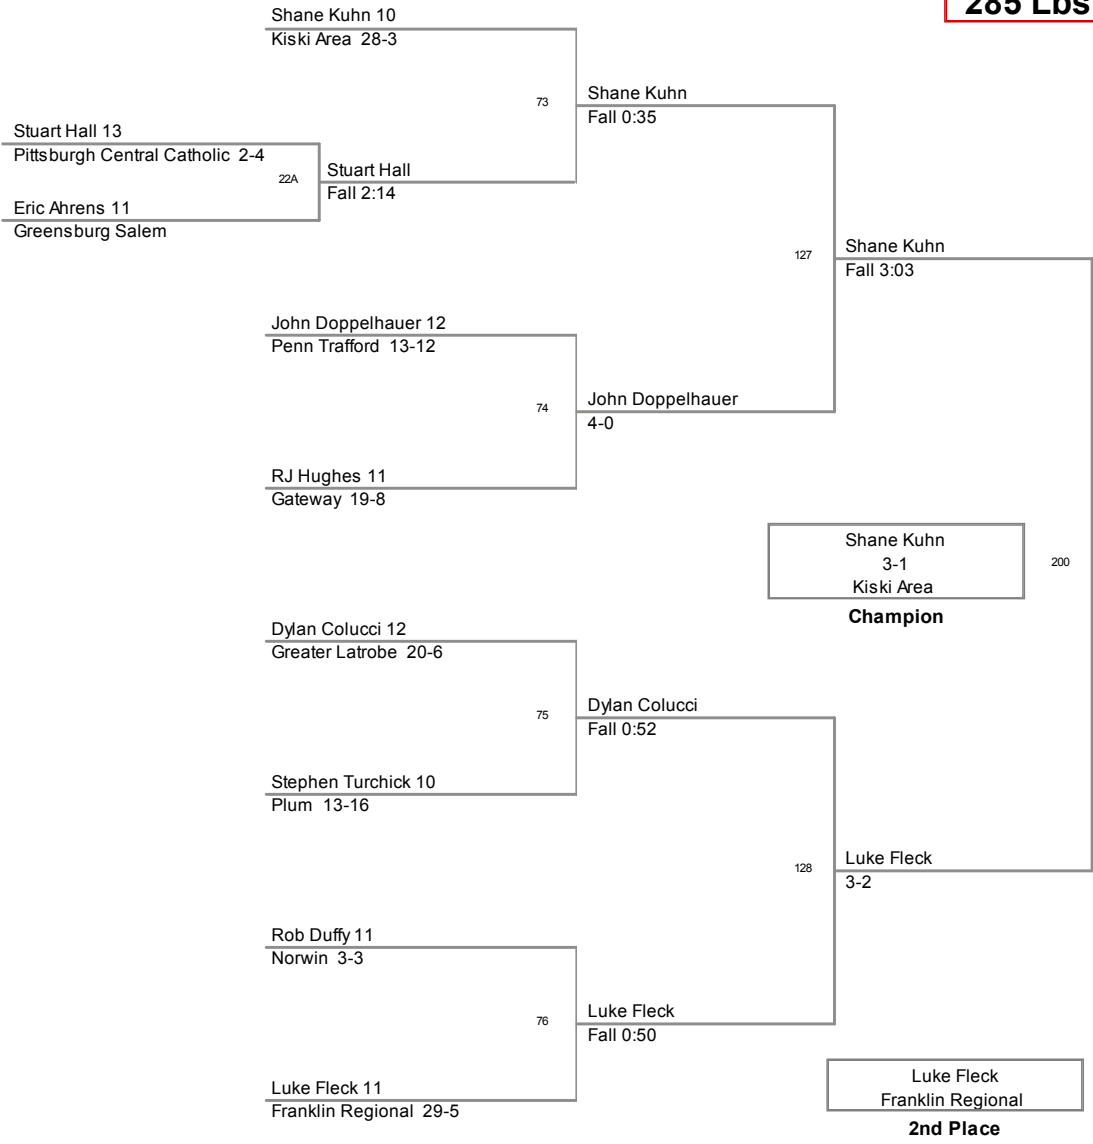 285 Lbs
Shane Kuhn 10
Kiski Area 28-3
73
Shane Kuhn
Fall 0:35
Stuart Hall 13
Pittsburgh Central Catholic 2-4
22A
Stuart Hall
Fall 2:14
Eric Ahrens 11
Greensburg Salem
127
Shane Kuhn
Fall 3:03
John Doppelhauer 12
Penn Trafford 13-12
74
John Doppelhauer
4-0
RJ Hughes 11
Gateway 19-8
Shane Kuhn
3-1
Kiski Area
Champion
200
Dylan Colucci 12
Greater Latrobe 20-6
75
Dylan Colucci
Fall 0:52
Stephen Turchick 10
Plum 13-16
128
Luke Fleck
3-2
Rob Duffy 11
Norwin 3-3
76
Luke Fleck
Fall 0:50
Luke Fleck 11
Franklin Regional 29-5
Luke Fleck
Franklin Regional
2nd Place